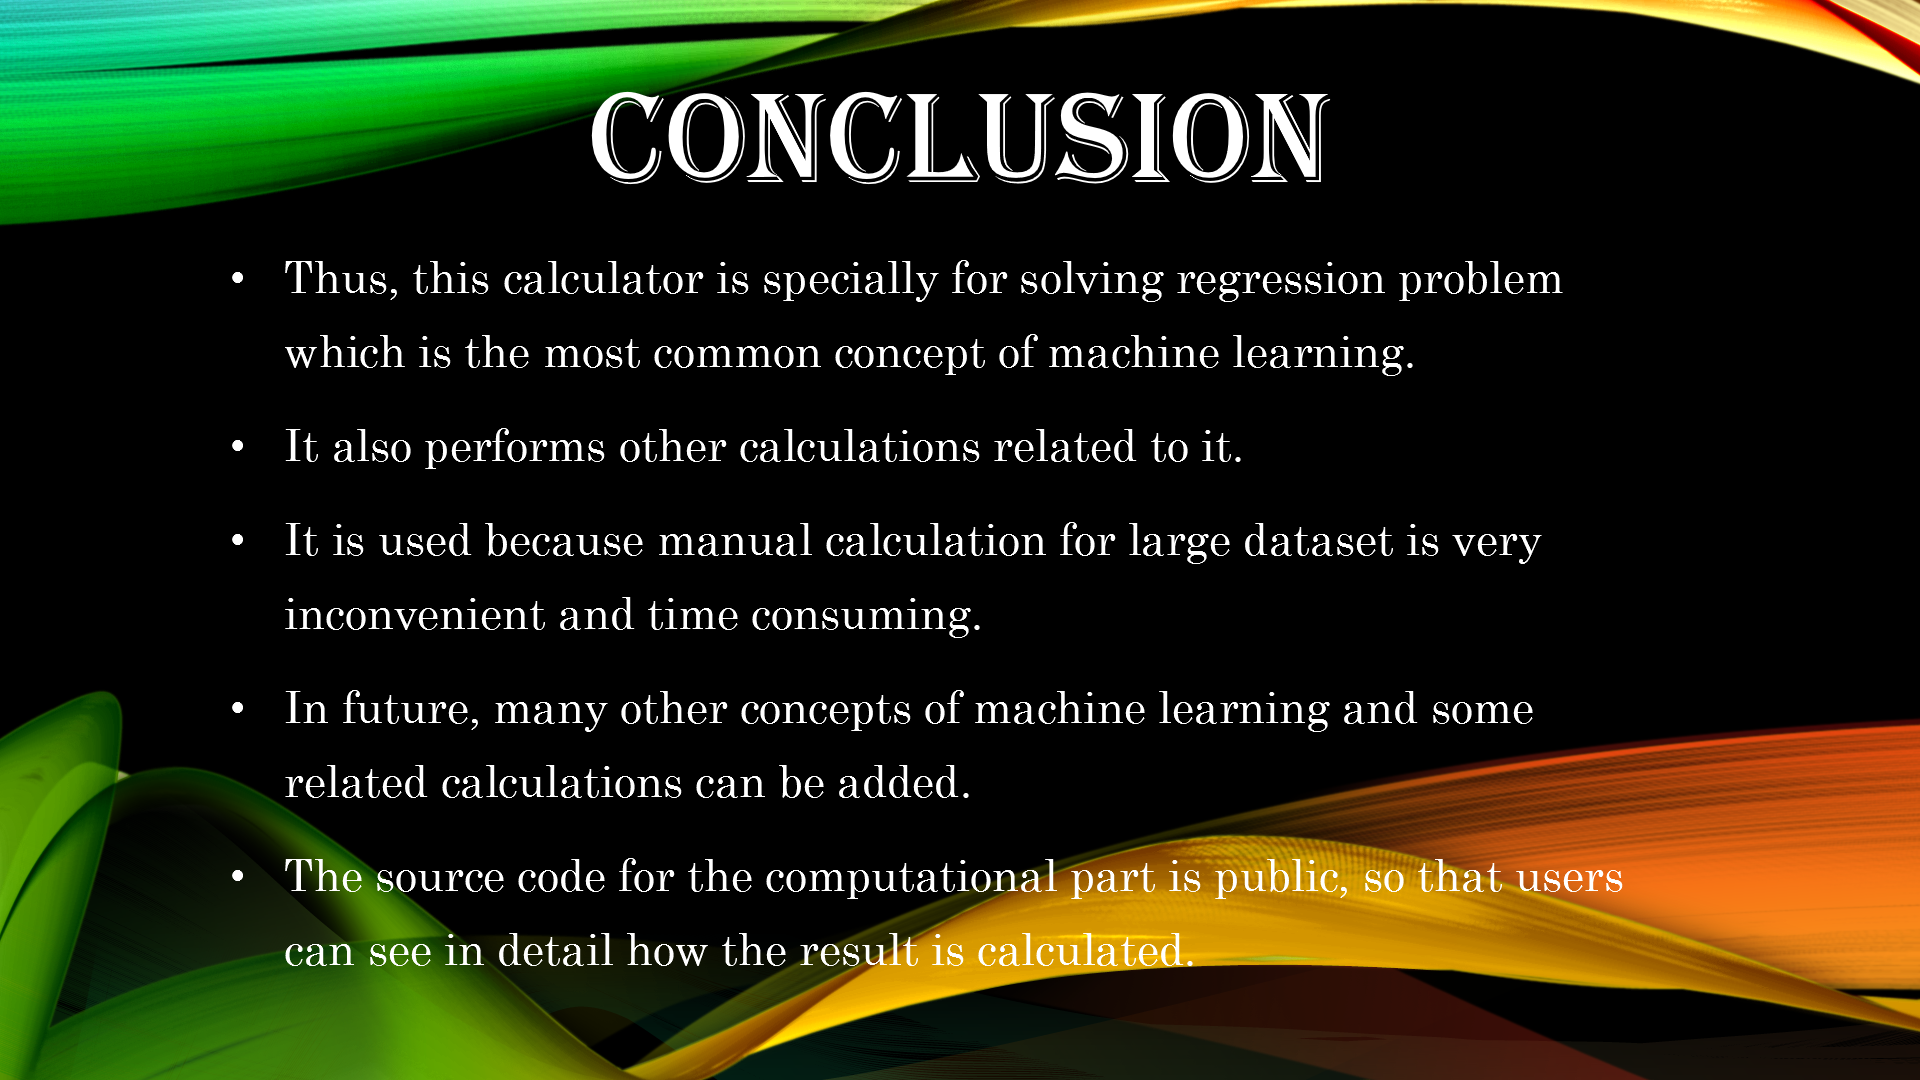 CONCLUSION
• Thus, this calculator is specially for solving regression problem
which is the most common concept of machine learning.
• It also performs other calculations related to it.
• It is used because manual calculation for large dataset is very
inconvenient and time consuming.
• In future, many other concepts of machine learning and some
related calculations can be added.
• The source code for the computational part is public, so that users
can see in detail how the result is calculated.